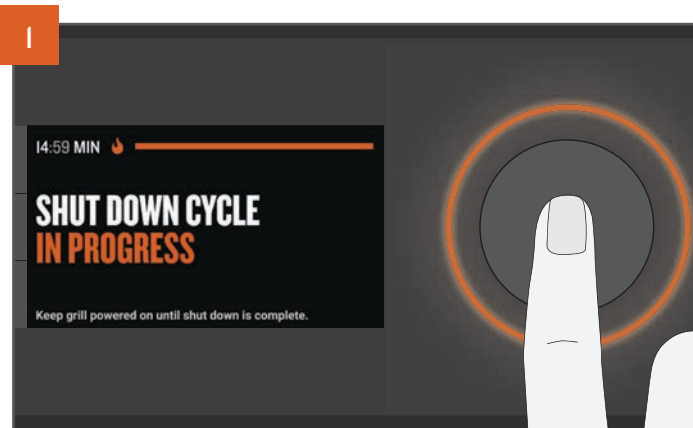 1
14:59 MIN
SHUT DOWN CYCLE
IN PROGRESS
Keep grill powered on until shut down is complete.